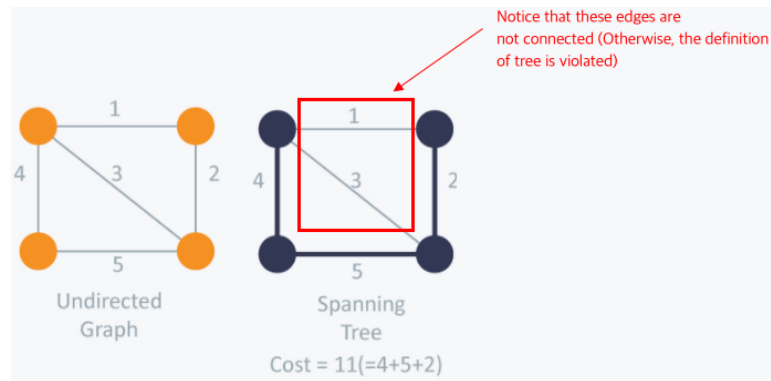 Notice that these edges are
not connected (Otherwise, the definition
of tree is violated)
1
4
3
2
5
Undirected
Graph
1
4
3
2
5
Spanning
Tree
Cost = 11(=4+5+2)